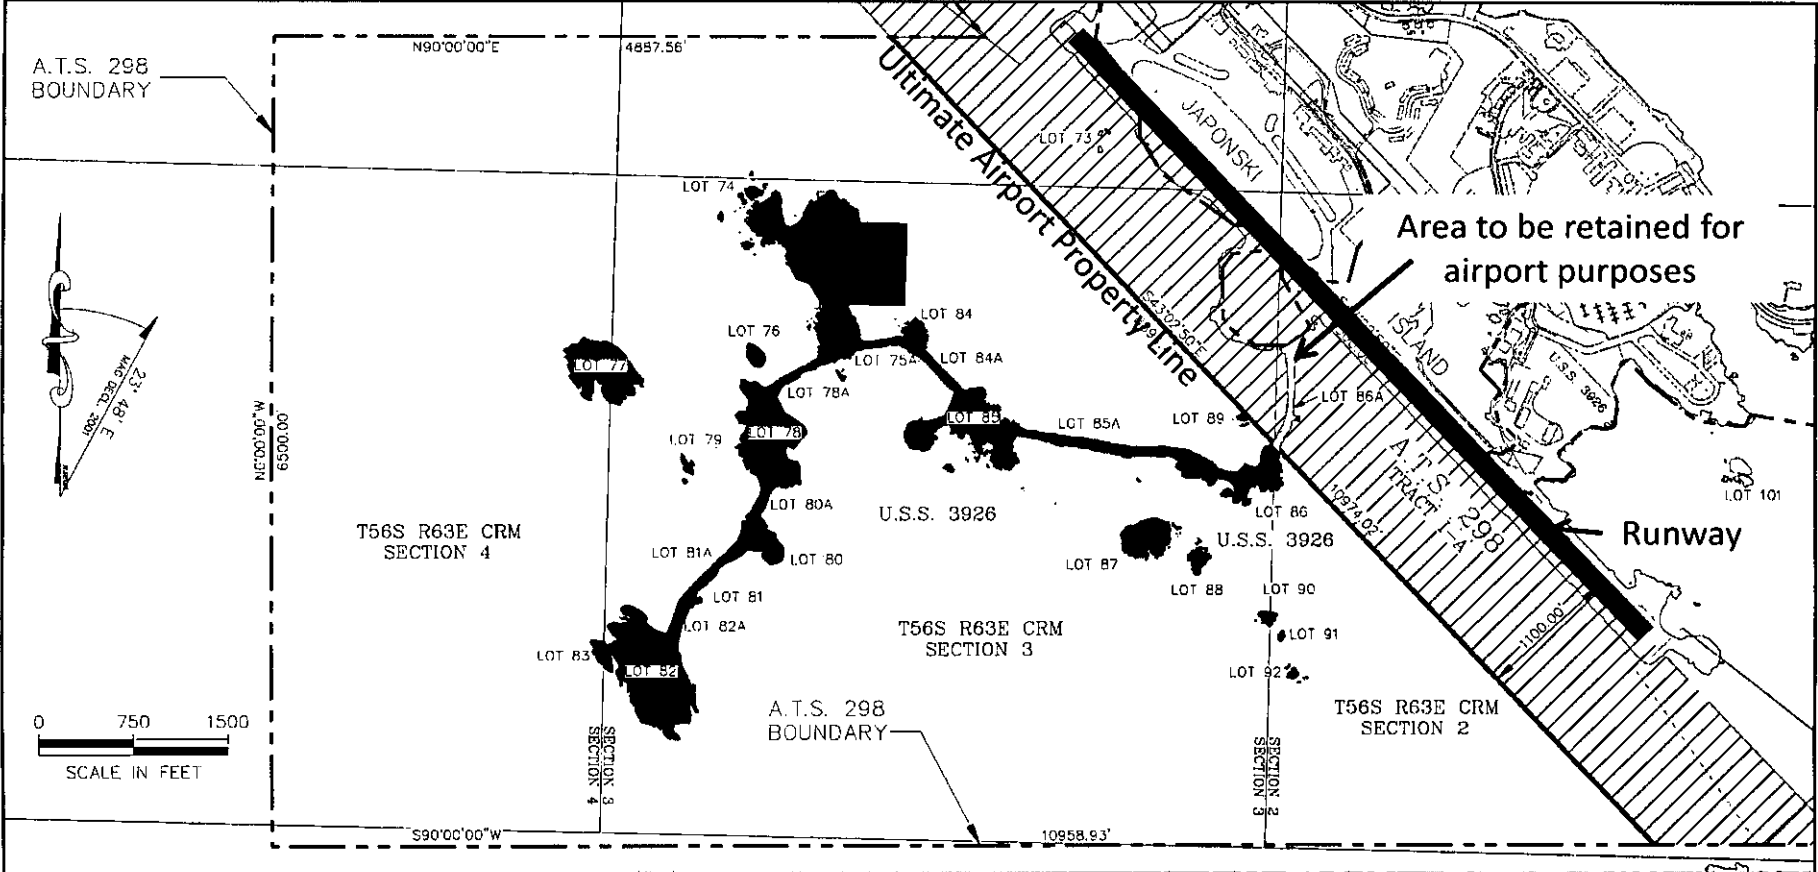 N90°00'00"E
4857.56'
A.T.S. 298
BOUNDARY
Ultimate Airport Property Line
LOT 73
JAPONSKI
ISLAND
Area to be retained for
airport purposes
LOT 74
LOT 76
LOT 77
LOT 84
LOT 75A
LOT 84A
LOT 78A
LOT 78
LOT 79
LOT 85
LOT 85A
LOT 89
LOT 86A
S43°02'50"E
U.S.S. 3926
LOT 101
23° 48' E
MAG DECL. 2001
N00°00'00"W
6500.00'
T56S R63E CRM
SECTION 4
LOT 80A
U.S.S. 3926
LOT 86
U.S.S. 3926
10974.02'
A.T.S. 298
TRACT I-A
Runway
LOT 81A
LOT 80
LOT 87
LOT 88
LOT 90
LOT 81
LOT 82A
LOT 91
LOT 83
LOT 82
LOT 92
T56S R63E CRM
SECTION 3
1100.00'
T56S R63E CRM
SECTION 2
A.T.S. 298
BOUNDARY
0 750 1500
SCALE IN FEET
SECTION 3
SECTION 4
SECTION 2
SECTION 3
S90°00'00"W
10958.93'